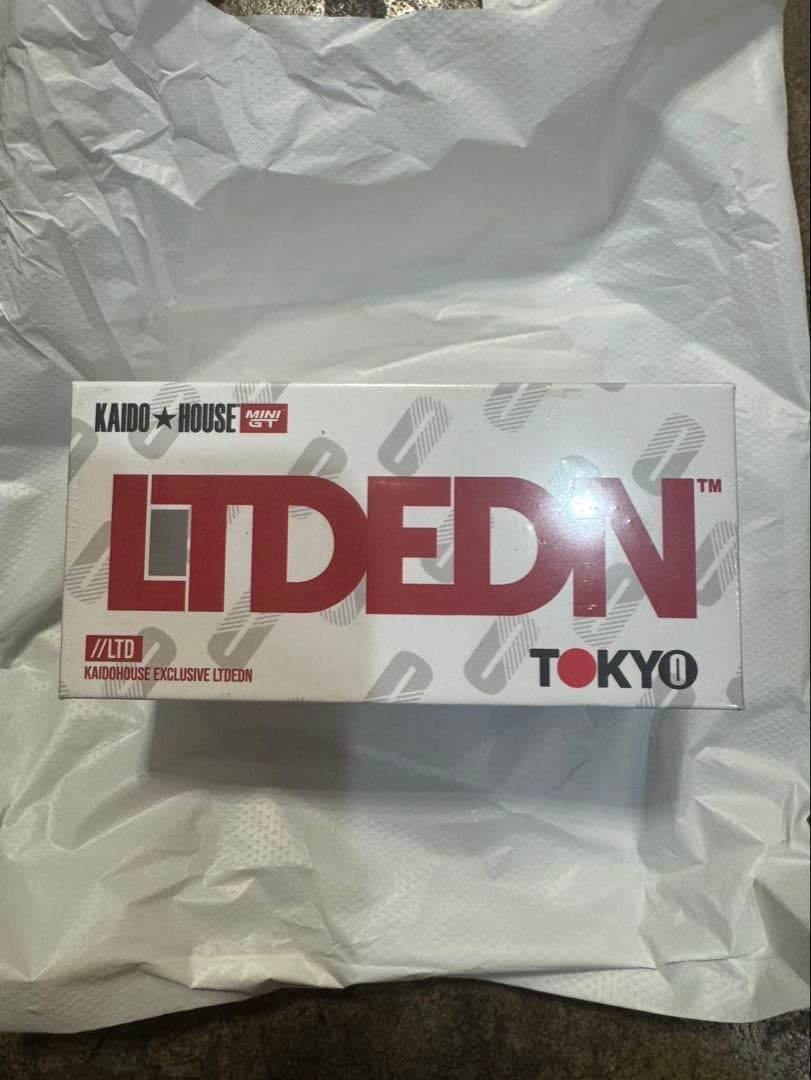 KAIDO★HOUSE MINI GT
LTDEDN™
//LTD
KAIDOHOUSE EXCLUSIVE LTDEDN
TOKYO